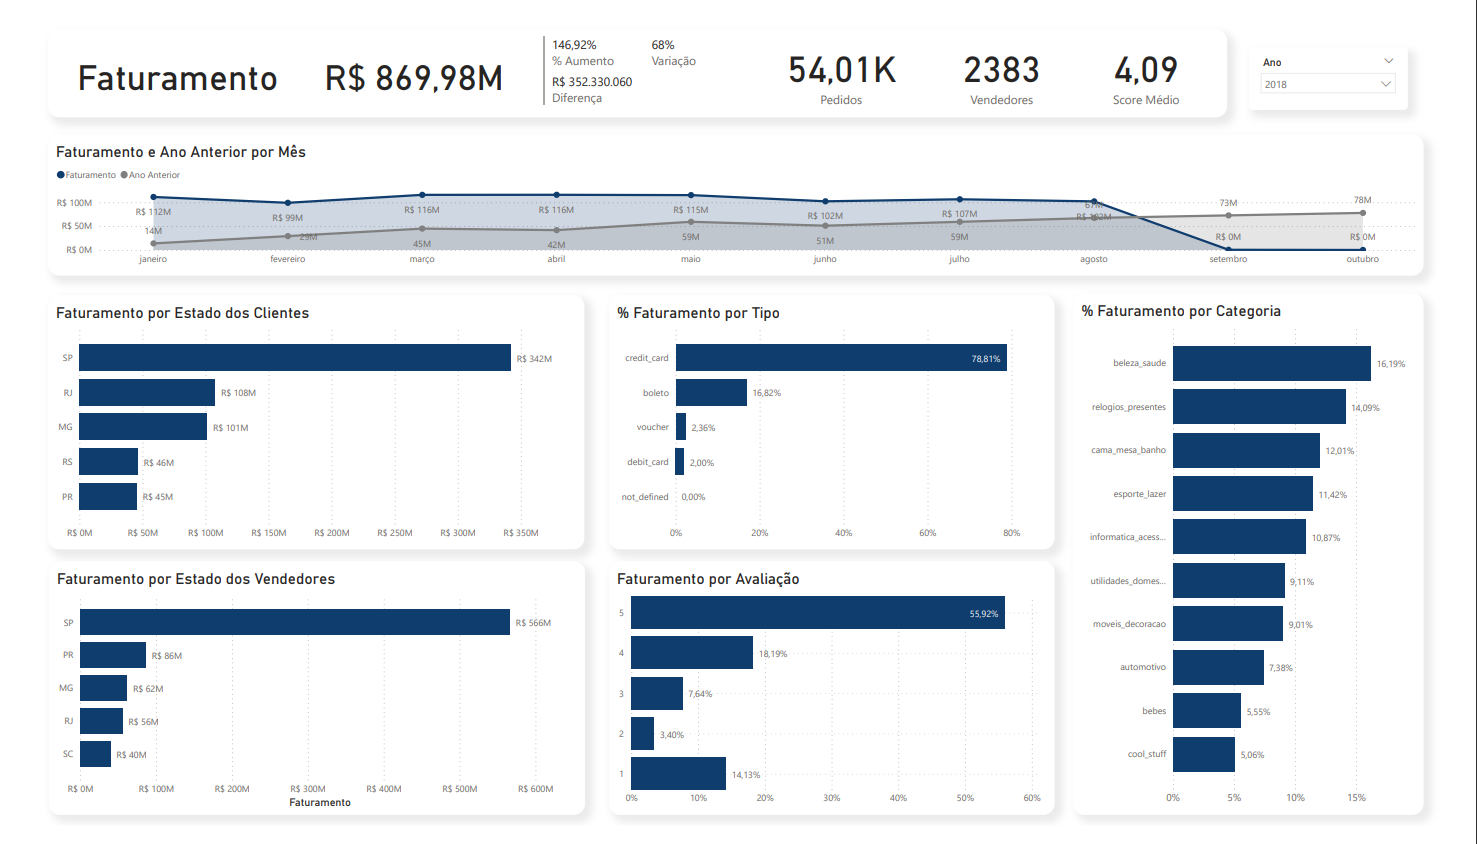 Faturamento
R$ 869,98M
146,92%
% Aumento
68%
Variação
R$ 352.330.060
Diferença
54,01K
Pedidos
2383
Vendedores
4,09
Score Médio
Ano
2018
Faturamento e Ano Anterior por Mês
Faturamento Ano Anterior
R$ 100M
R$ 50M
R$ 0M
R$ 112M
R$ 99M
R$ 116M
R$ 116M
R$ 115M
R$ 102M
R$ 107M
R$ 102M
R$ 0M
R$ 0M
14M
29M
45M
42M
59M
51M
59M
67M
73M
78M
janeiro
fevereiro
março
abril
maio
junho
julho
agosto
setembro
outubro
Faturamento por Estado dos Clientes
SP R$ 342M
RJ R$ 108M
MG R$ 101M
RS R$ 46M
PR R$ 45M
R$ 0M R$ 50M R$ 100M R$ 150M R$ 200M R$ 250M R$ 300M R$ 350M
% Faturamento por Tipo
credit_card 78,81%
boleto 16,82%
voucher 2,36%
debit_card 2,00%
not_defined 0,00%
0% 20% 40% 60% 80%
% Faturamento por Categoria
beleza_saude 16,19%
relogios_presentes 14,09%
cama_mesa_banho 12,01%
esporte_lazer 11,42%
informatica_acess... 10,87%
utilidades_domes... 9,11%
moveis_decoracao 9,01%
automotivo 7,38%
bebes 5,55%
cool_stuff 5,06%
0% 5% 10% 15%
Faturamento por Estado dos Vendedores
SP R$ 566M
PR R$ 86M
MG R$ 62M
RJ R$ 56M
SC R$ 40M
R$ 0M R$ 100M R$ 200M R$ 300M R$ 400M R$ 500M R$ 600M
Faturamento
Faturamento por Avaliação
5 55,92%
4 18,19%
3 7,64%
2 3,40%
1 14,13%
0% 10% 20% 30% 40% 50% 60%